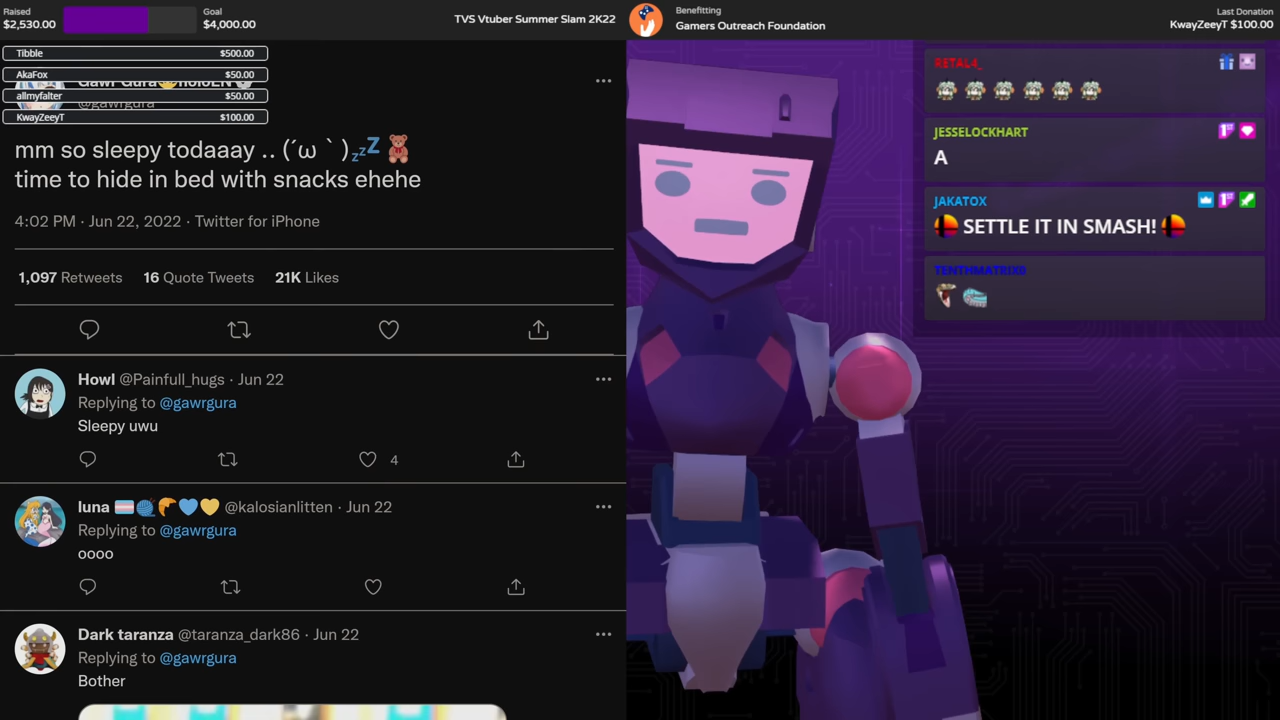 Raised
$2,530.00
Goal
$4,000.00
TVS Vtuber Summer Slam 2K22
Benefitting
Gamers Outreach Foundation
Last Donation
KwayZeeyT $100.00
Tibble $500.00
AkaFox $50.00
allmyfalter $50.00
KwayZeeyT $100.00
Gawr Gura holoEN
@gawrgura
mm so sleepy todaaay .. (´ω｀)💤 🧸
time to hide in bed with snacks ehehe
4:02 PM · Jun 22, 2022 · Twitter for iPhone
1,097 Retweets 16 Quote Tweets 21K Likes
Howl @Painfull_hugs · Jun 22
Replying to @gawrgura
Sleepy uwu
4
luna @kalosianlitten · Jun 22
Replying to @gawrgura
oooo
Dark taranza @taranza_dark86 · Jun 22
Replying to @gawrgura
Bother
RETAL4_
JESSELOCKHART
A
JAKATOX
SETTLE IT IN SMASH!
TENTHMATRIXB